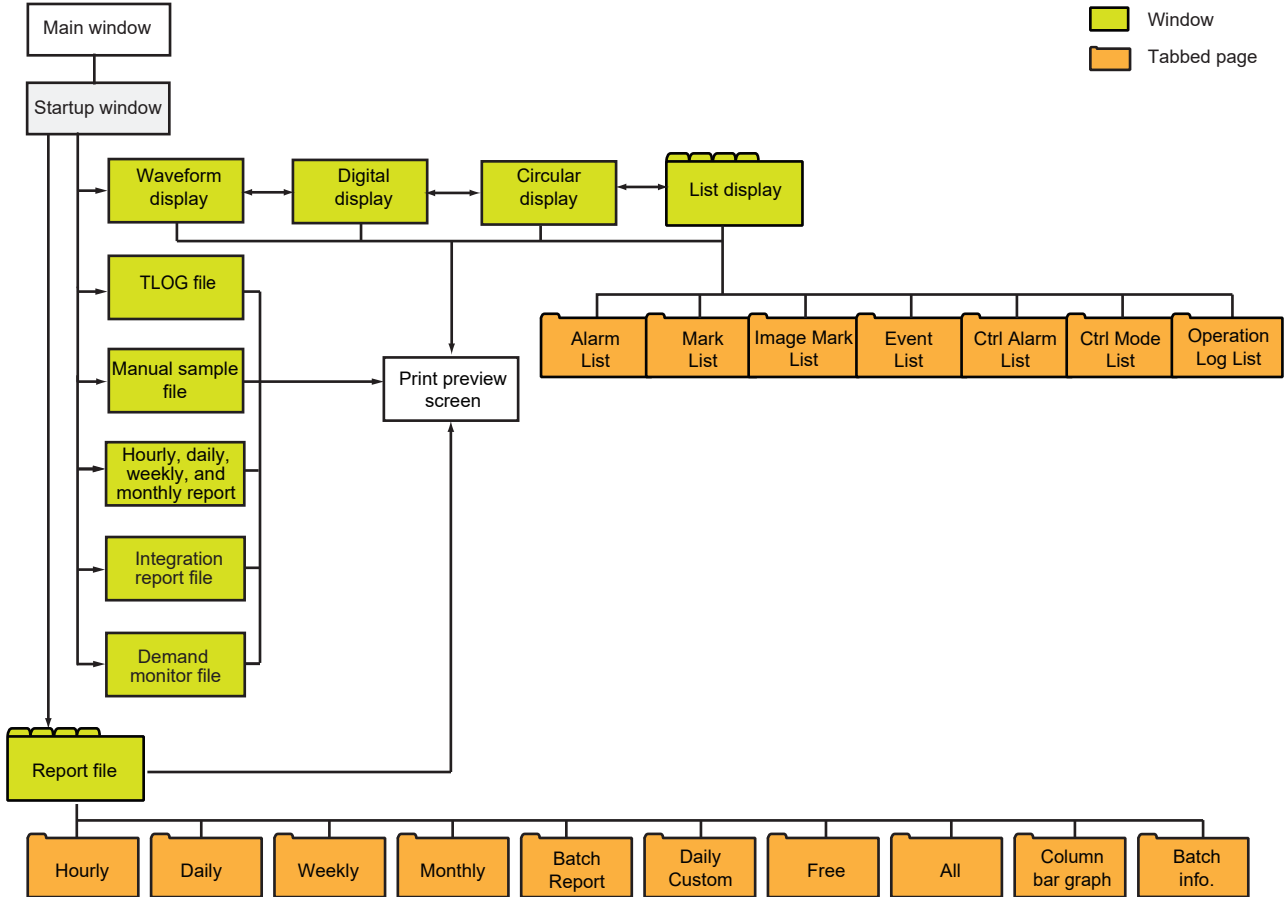 Main window
Window
Tabbed page
Startup window
Waveform
display
Digital
display
Circular
display
List display
TLOG file
Alarm
List
Mark
List
Image Mark
List
Event
List
Ctrl Alarm
List
Ctrl Mode
List
Operation
Log List
Manual sample
file
Print preview
screen
Hourly, daily,
weekly, and
monthly report
Integration
report file
Demand
monitor file
Report file
Hourly
Daily
Weekly
Monthly
Batch
Report
Daily
Custom
Free
All
Column
bar graph
Batch
info.